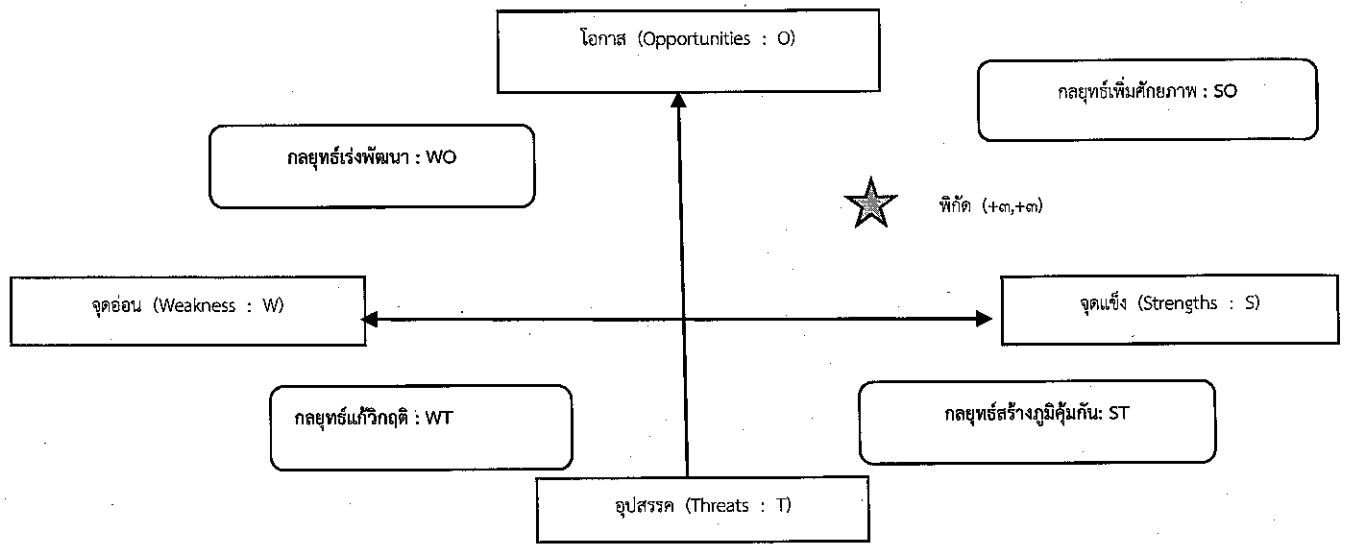 โอกาส (Opportunities : O)
กลยุทธ์เพิ่มศักยภาพ : SO
กลยุทธ์เร่งพัฒนา : WO
พิกัด (+๓,+๓)
จุดอ่อน (Weakness : W)
จุดแข็ง (Strengths : S)
กลยุทธ์แก้วิกฤติ : WT
กลยุทธ์สร้างภูมิคุ้มกัน: ST
อุปสรรค (Threats : T)